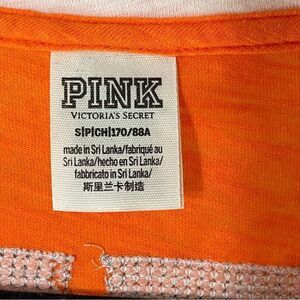 PINK
VICTORIA'S SECRET
S|P|CH|170/88A
made in Sri Lanka/fabriqué au
Sri Lanka/hecho en Sri Lanka/
fabbricato in Sri Lanka/
斯里兰卡制造